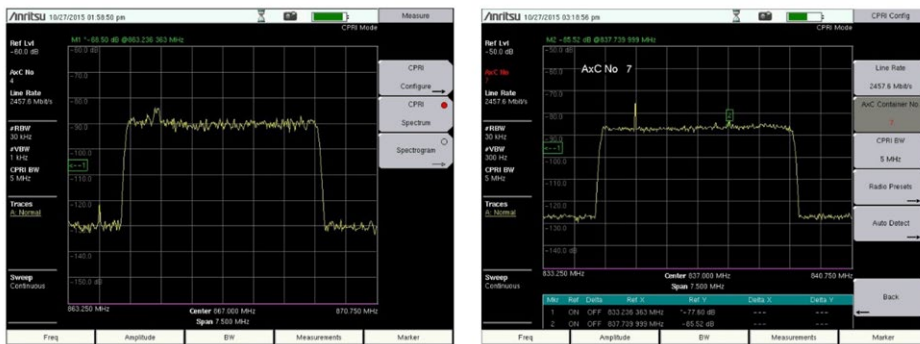 Anritsu 10/27/2015 01:58:50 pm
Measure
CPRI Mode
M1 *-88.50 dB @863.236 363 MHz
Ref Lvl
-60.0 dB
-60.0 dB
AxC No
4
Line Rate
2457.6 Mbit/s
-70.0
-80.0
#RBW
30 kHz
-90.0
#VBW
1 kHz
-100.0
<--1
CPRI BW
5 MHz
-110.0
Traces
A: Normal
-120.0
-130.0
-140.0
Sweep
Continuous
-150.0
863.250 MHz
Center 867.000 MHz
870.750 MHz
Span 7.500 MHz
CPRI
Configure
CPRI
Spectrum
Spectrogram
Freq
Amplitude
BW
Measurements
Marker
Anritsu 10/27/2015 03:18:56 pm
CPRI Config
CPRI Mode
M2 -85.52 dB @837.739 999 MHz
Ref Lvl
-50.0 dB
-50.0 dB
AxC No
7
AxC No 7
Line Rate
2457.6 Mbit/s
-60.0
-70.0
#RBW
30 kHz
-80.0
2
#VBW
300 Hz
-90.0
<--1
CPRI BW
5 MHz
-100.0
Traces
A: Normal
-110.0
-120.0
-130.0
-140.0 dB
Sweep
Continuous
833.250 MHz
Center 837.000 MHz
840.750 MHz
Span 7.500 MHz
Mkr Ref Delta Ref X Ref Y Delta X Delta Y
1 ON OFF 833.236 363 MHz *-77.60 dB --- ---
2 ON OFF 837.739 999 MHz -85.52 dB --- ---
Line Rate
2457.6 Mbit/s
AxC Container No.
7
CPRI BW
5 MHz
Radio Presets
Auto Detect
Back
Freq
Amplitude
BW
Measurements
Marker